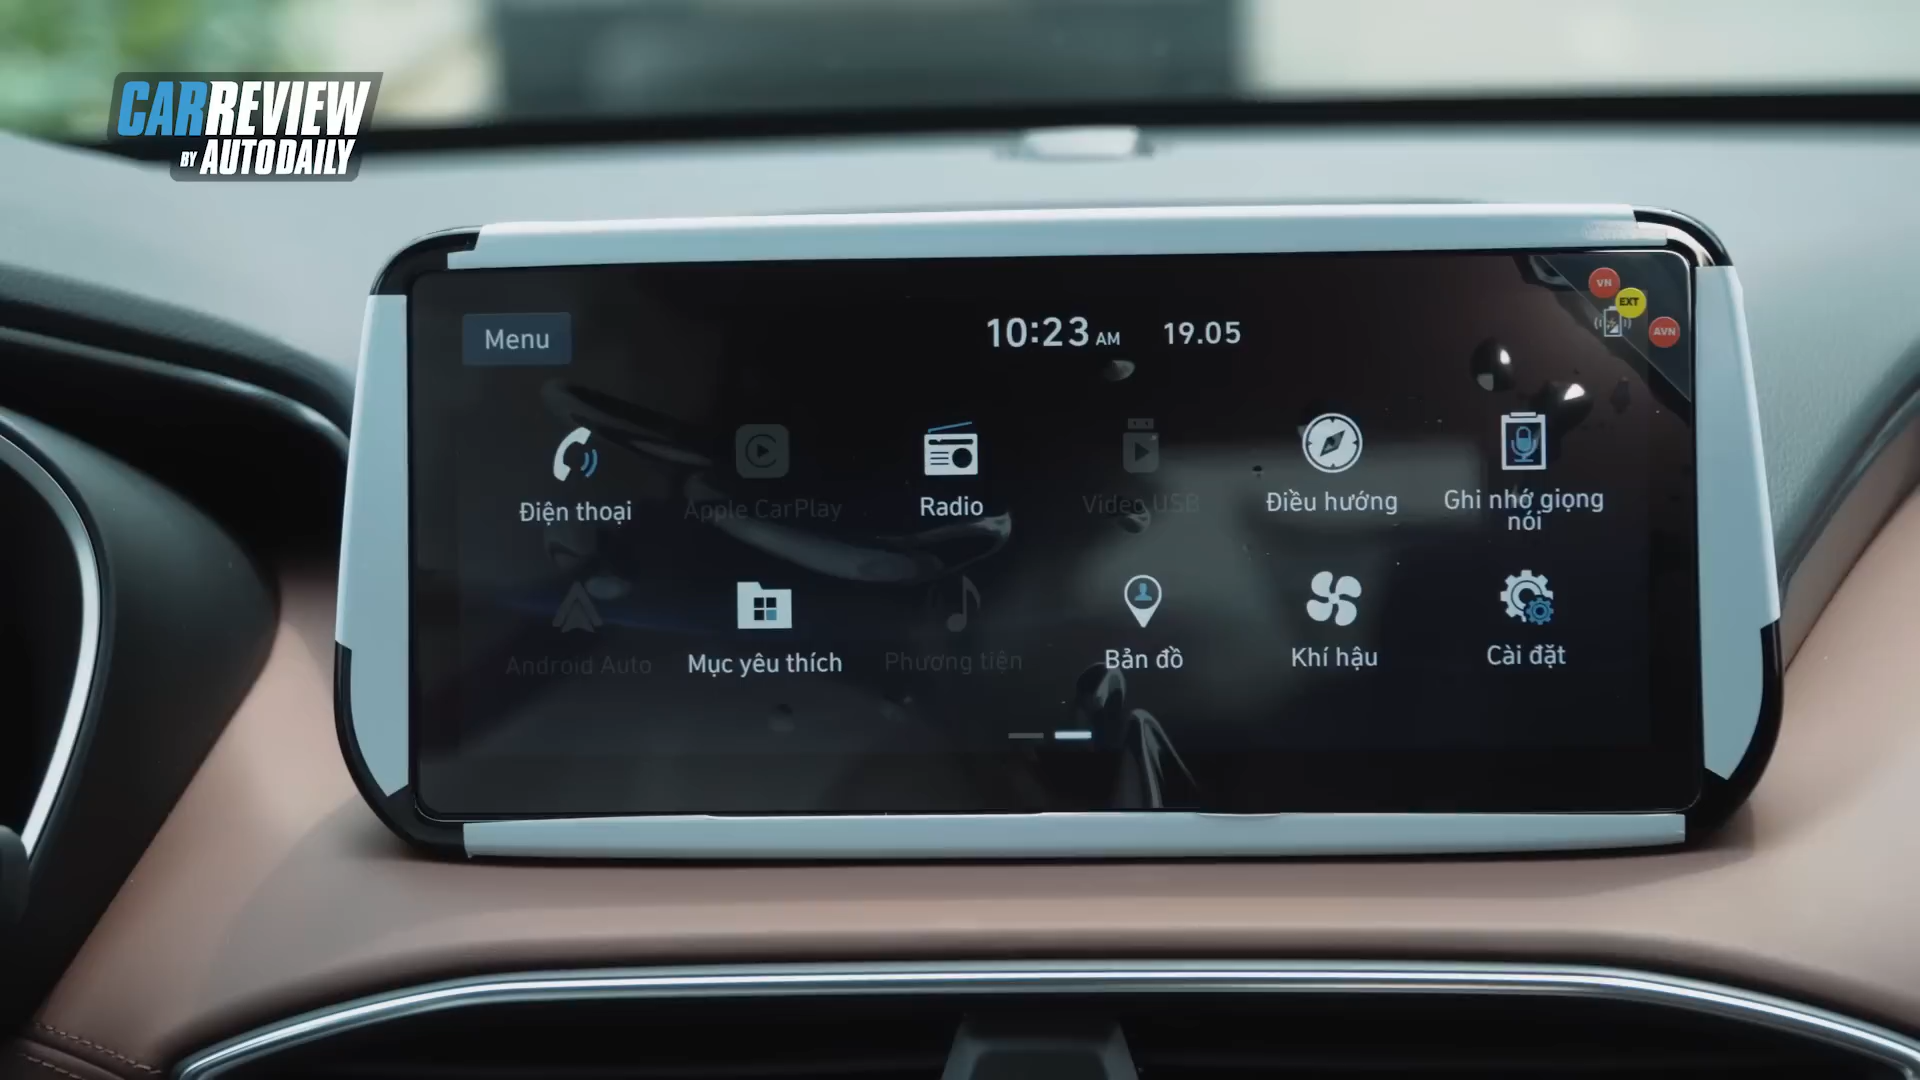 CARREVIEW
BY AUTODAILY
VN
EXT
AVN
Menu
10:23 AM 19.05
Điện thoại
Apple CarPlay
Radio
Video USB
Điều hướng
Ghi nhớ giọng
nói
Android Auto
Mục yêu thích
Phương tiện
Bản đồ
Khí hậu
Cài đặt